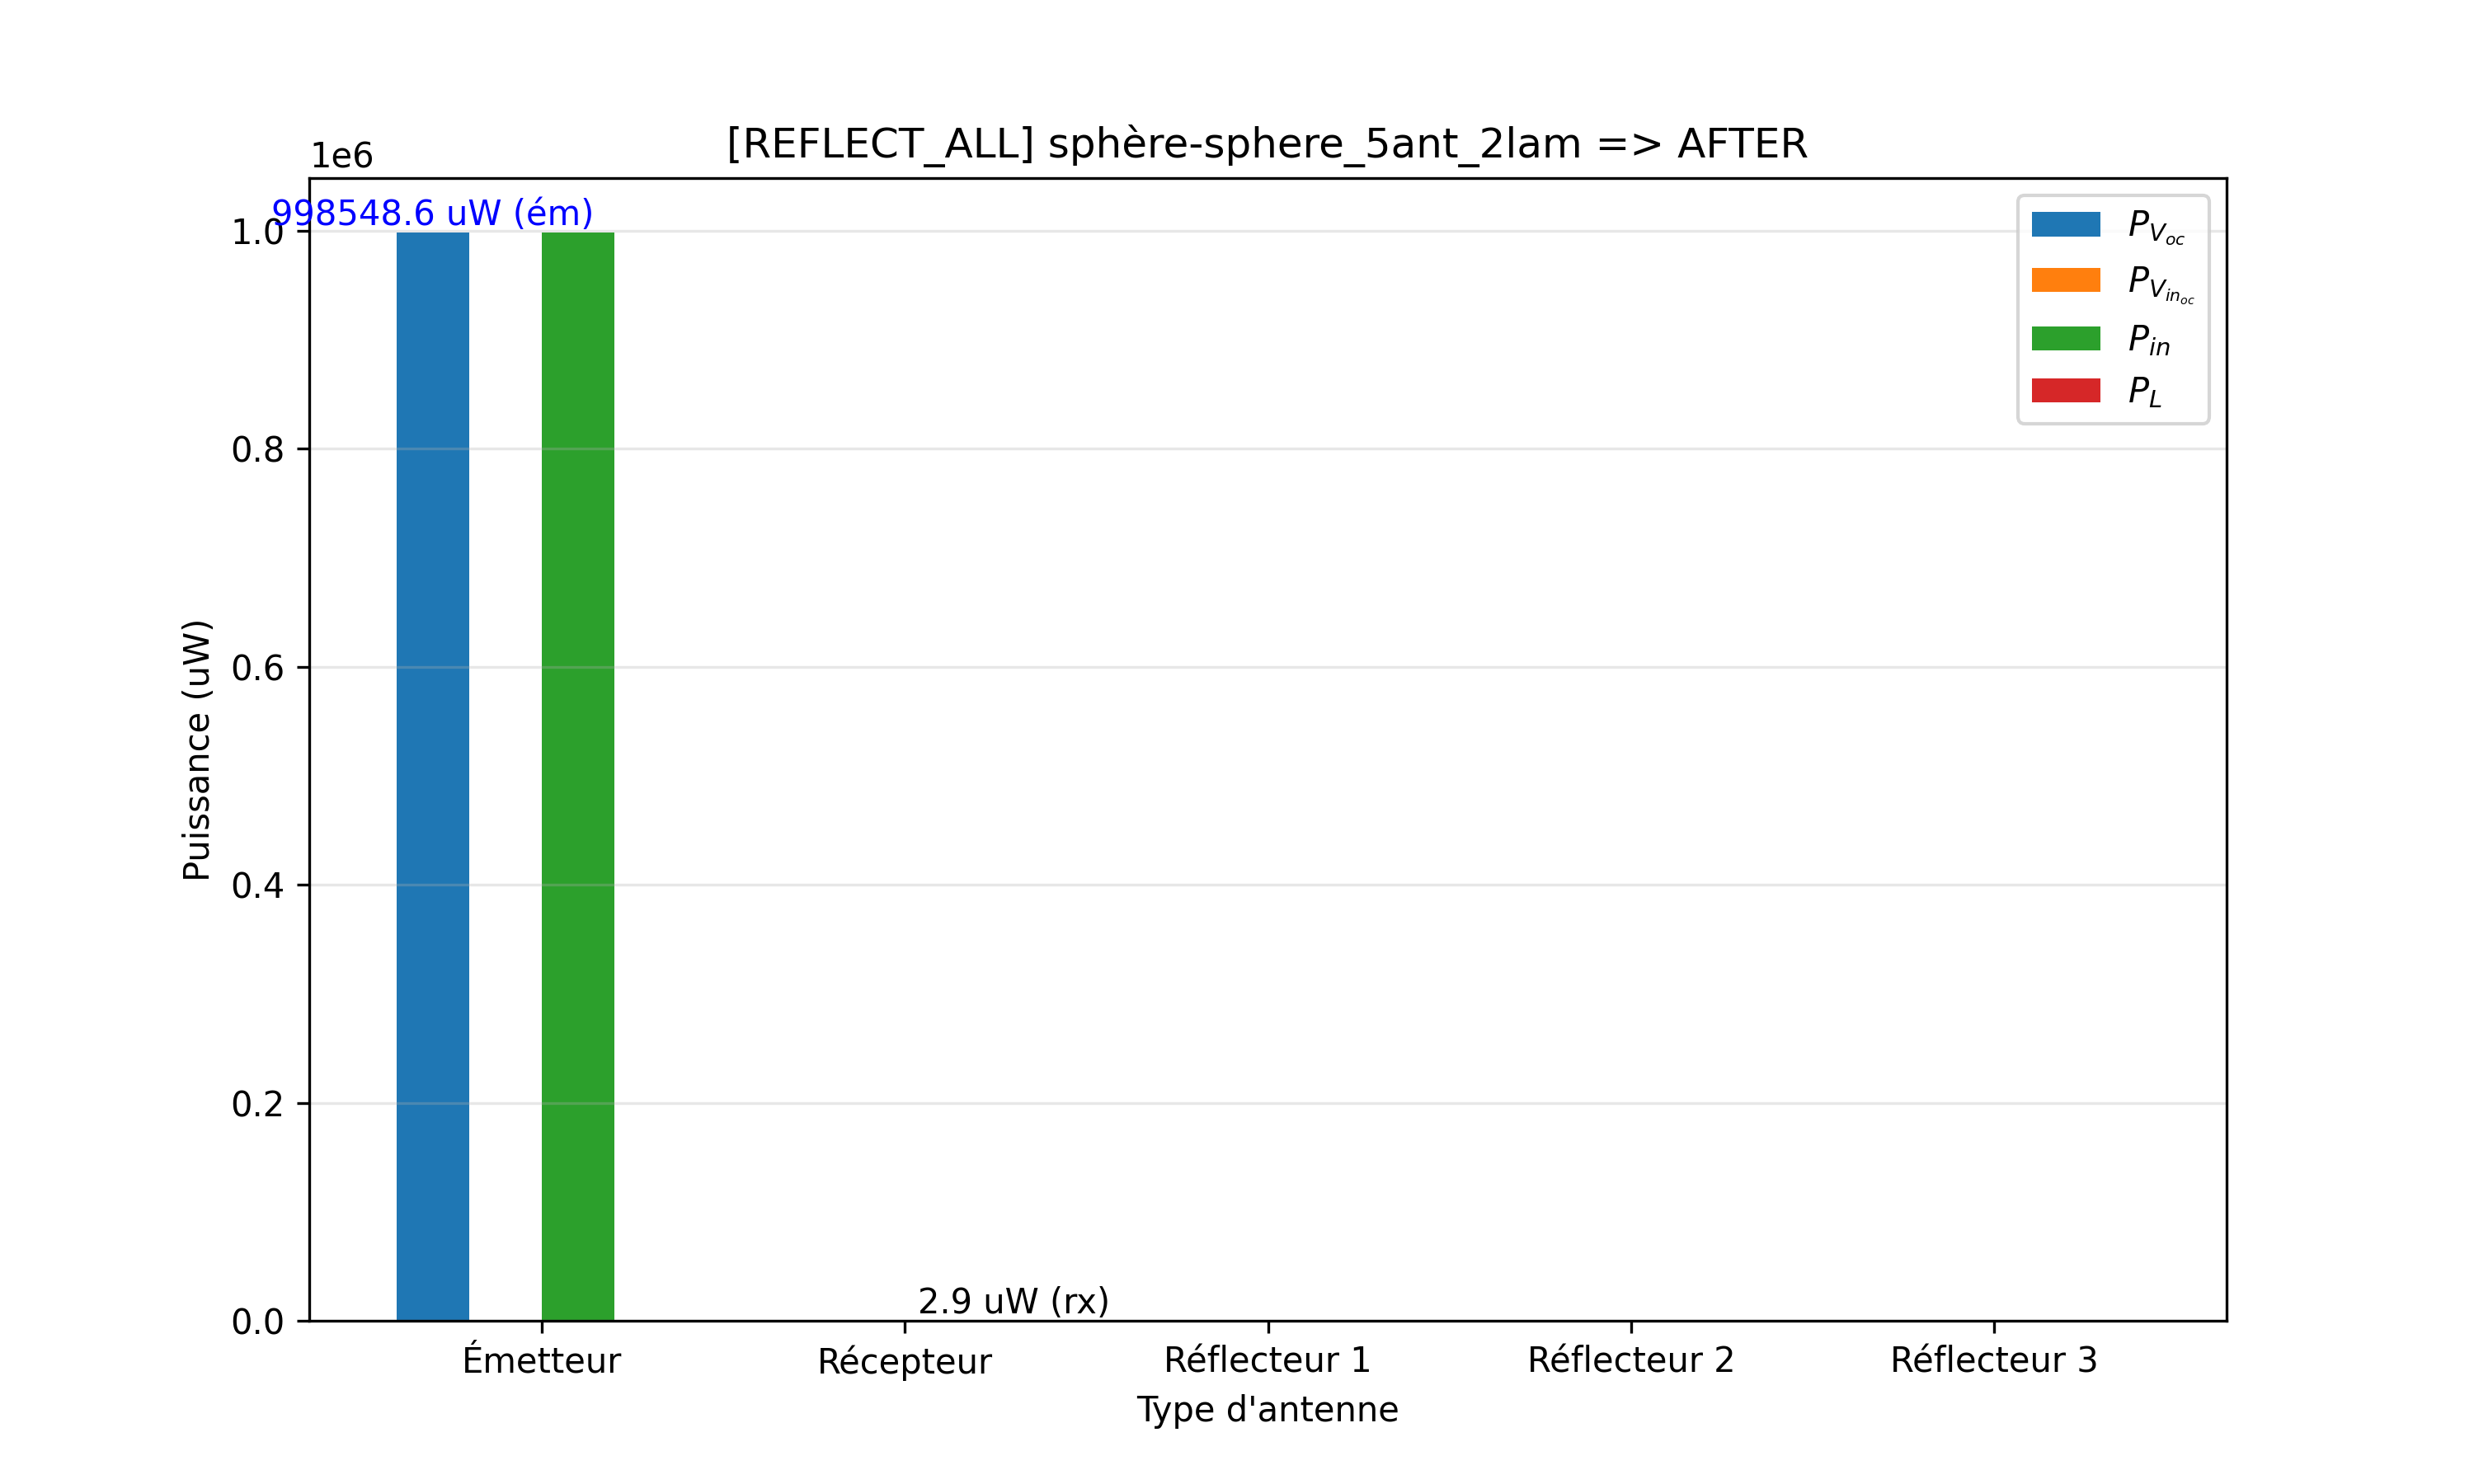 [REFLECT_ALL] sphère-sphere_5ant_2lam => AFTER
1e6
998548.6 uW (ém)
1.0
0.8
0.6
0.4
0.2
0.0
Puissance (uW)
P_{V_{oc}}
P_{V_{in_{oc}}}
P_{in}
P_L
2.9 uW (rx)
Émetteur Récepteur Réflecteur 1 Réflecteur 2 Réflecteur 3
Type d'antenne